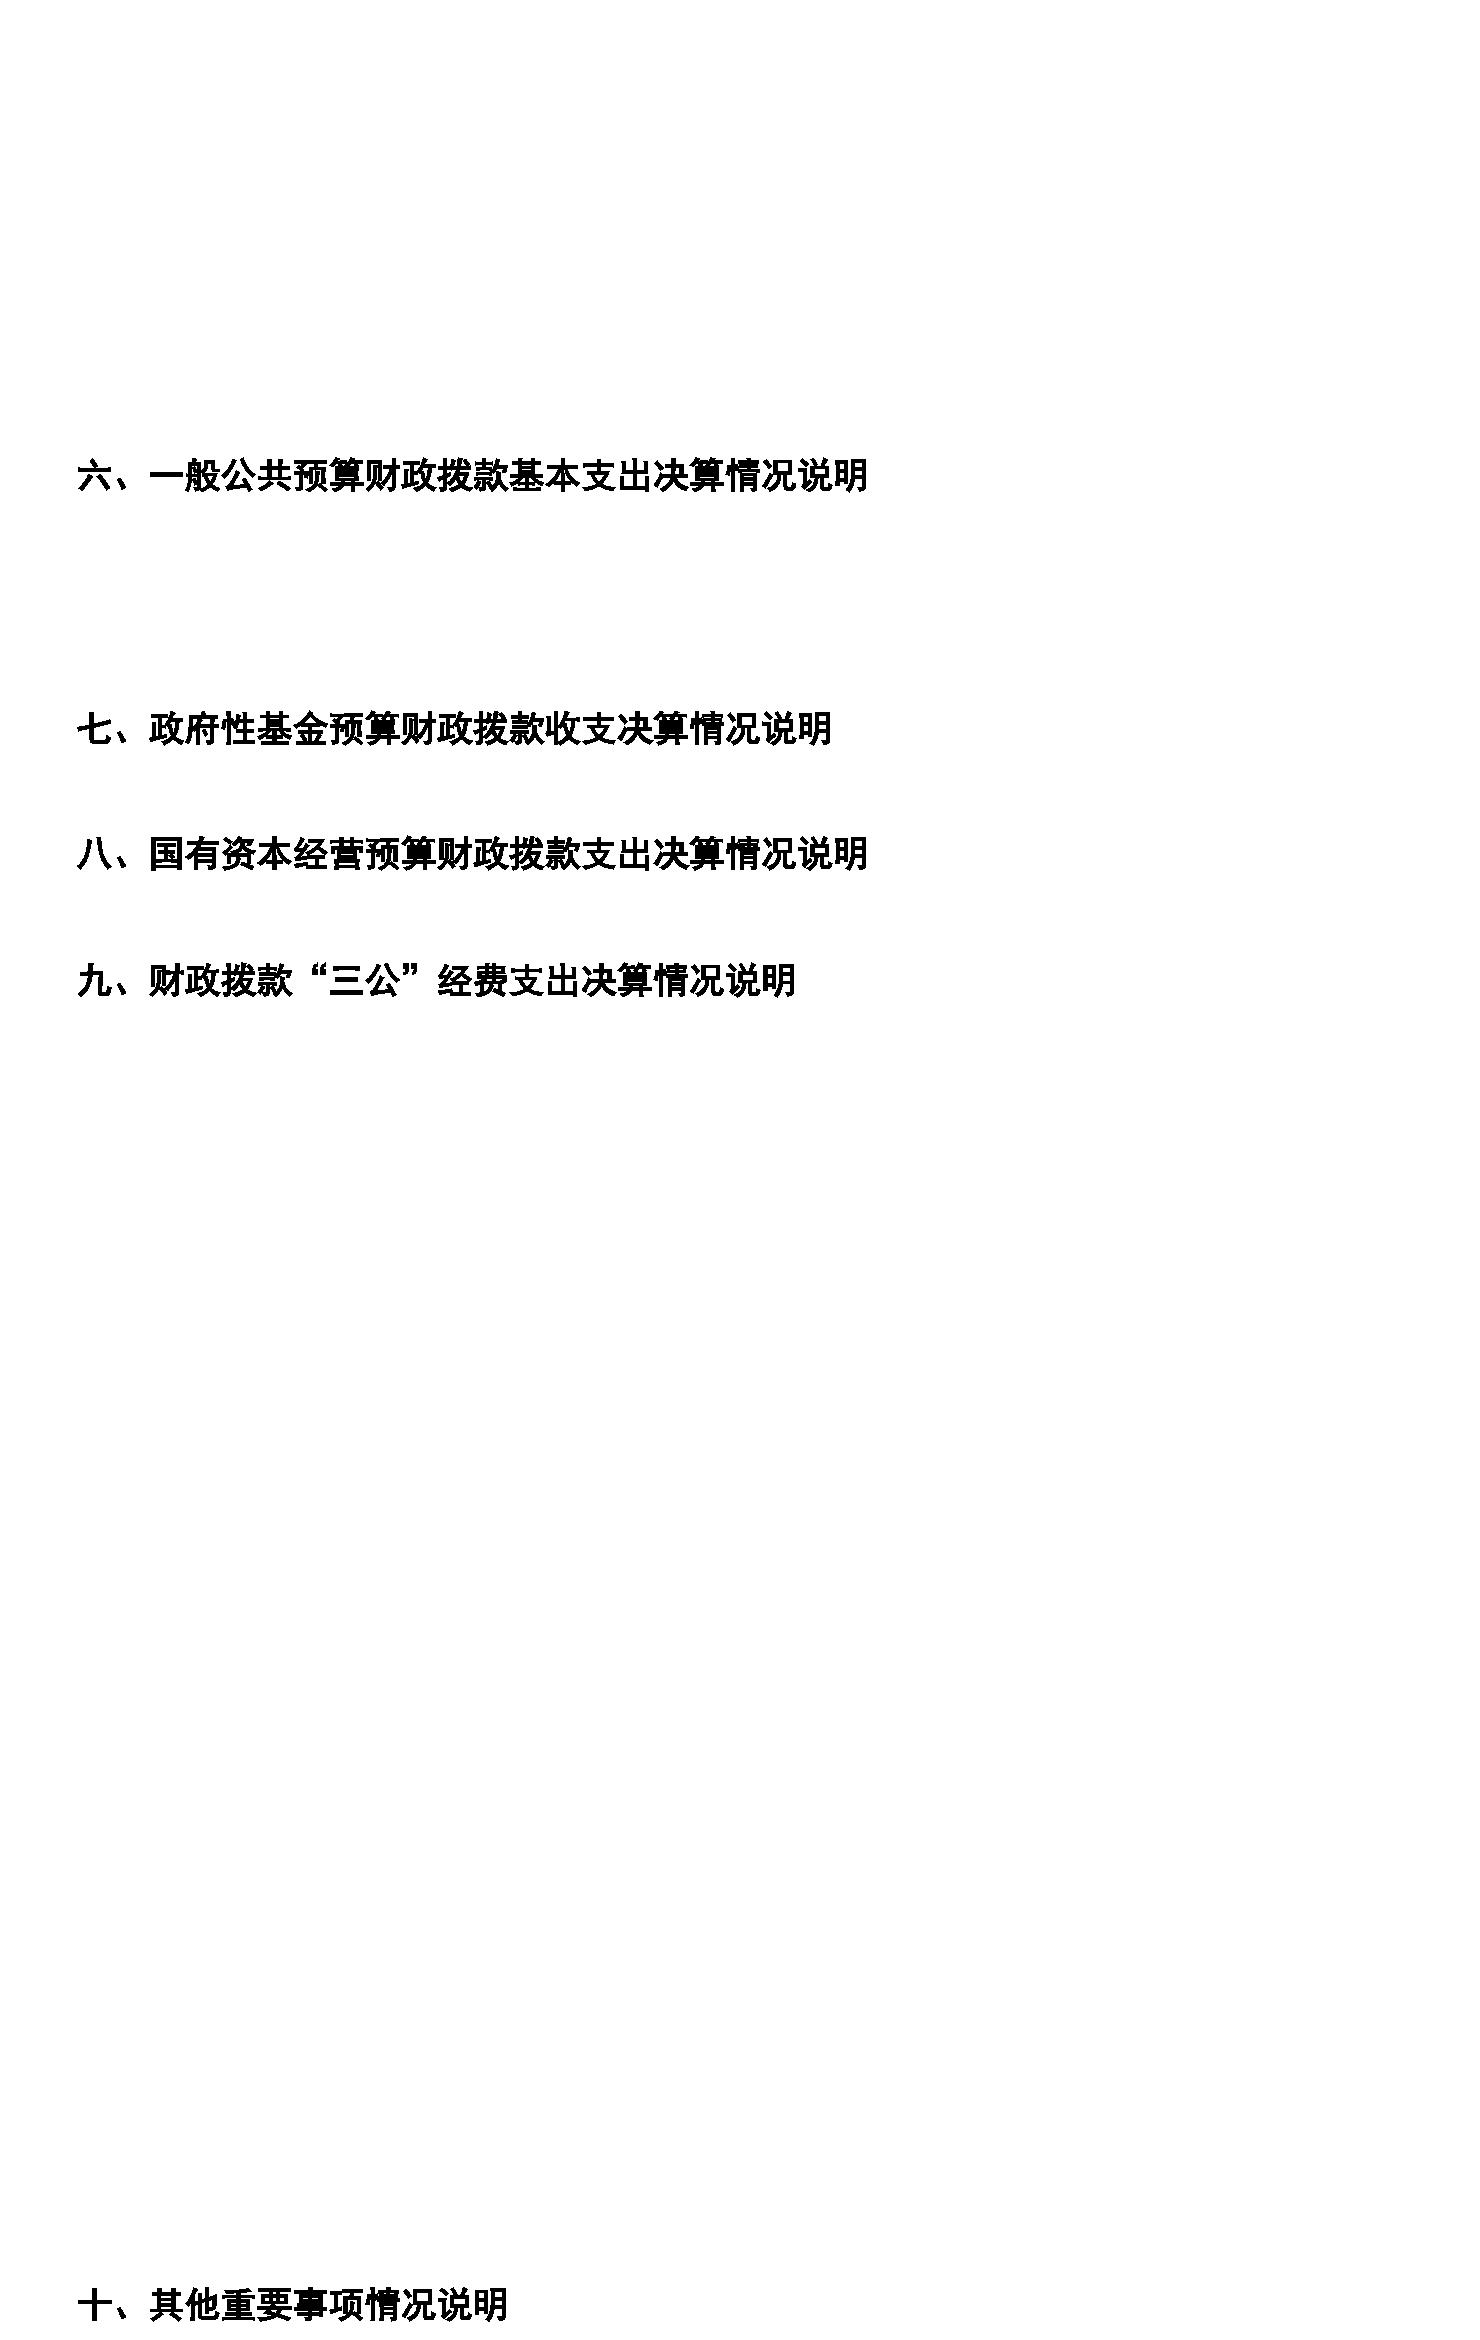 六、一般公共预算财政拨款基本支出决算情况说明
七、政府性基金预算财政拨款收支决算情况说明
八、国有资本经营预算财政拨款支出决算情况说明
九、财政拨款“三公”经费支出决算情况说明
十、其他重要事项情况说明